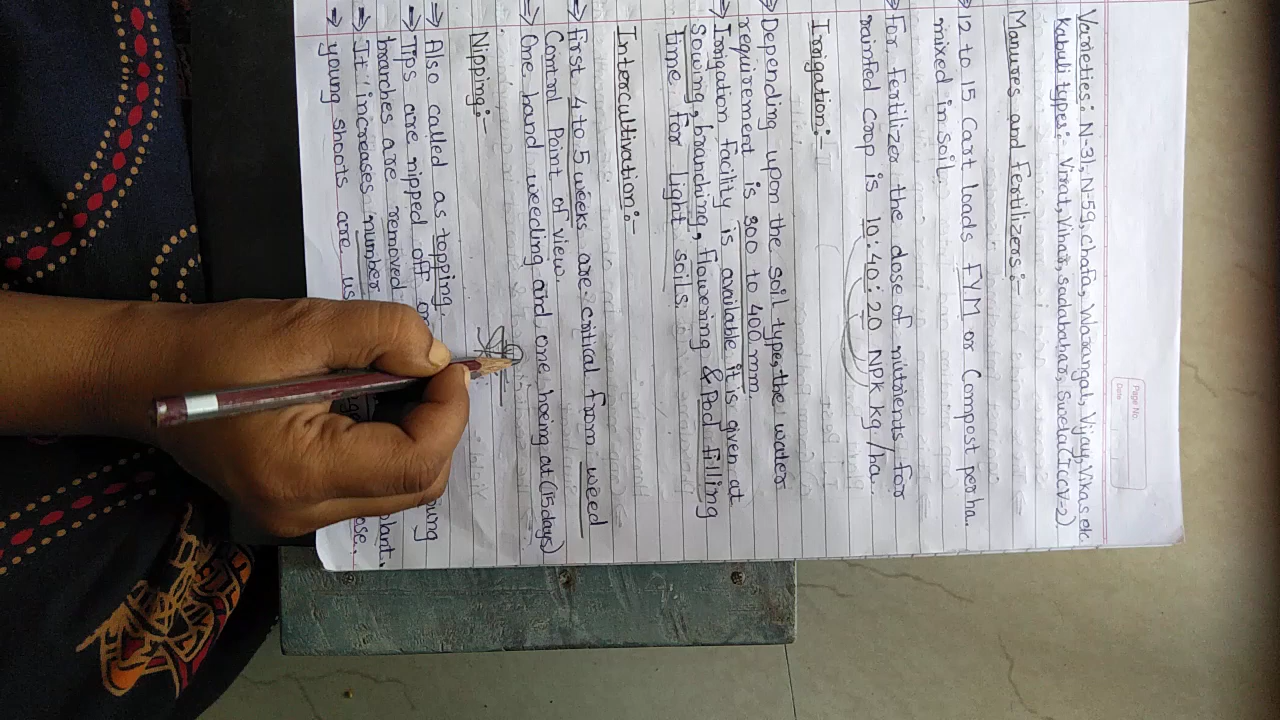 Page No.
Date
Varieties: N-31, N-59, Chafa, Warangal, Vijay, Vikas etc
Kabuli types:- Virat, Vihar, sadabahar, Sweta (ICCV-2)
Manures and Fertilizers:-
⇒ 12 to 15 Cart loads FYM or Compost per ha.
mixed in soil
⇒ For fertilizer the dose of nutrients for
rainfed crop is 10:40:20 NPK kg/ha.
Irrigation:-
⇒ Depending upon the soil type, the water
requirement is 300 to 400 mm.
⇒ Irrigation facility is available it is given at
Sowing, branching, flowering & Pod filling
time for light soils.
Intercultivation:-
⇒ First 4 to 5 weeks are critical from weed
Control Point of view.
⇒ One hand weeding and one hoeing at (15 days)
Nipping:-
⇒ Also called as topping.
⇒ Tips are nipped off
branches are removed plant.
⇒ It increases number
⇒ young shoots are